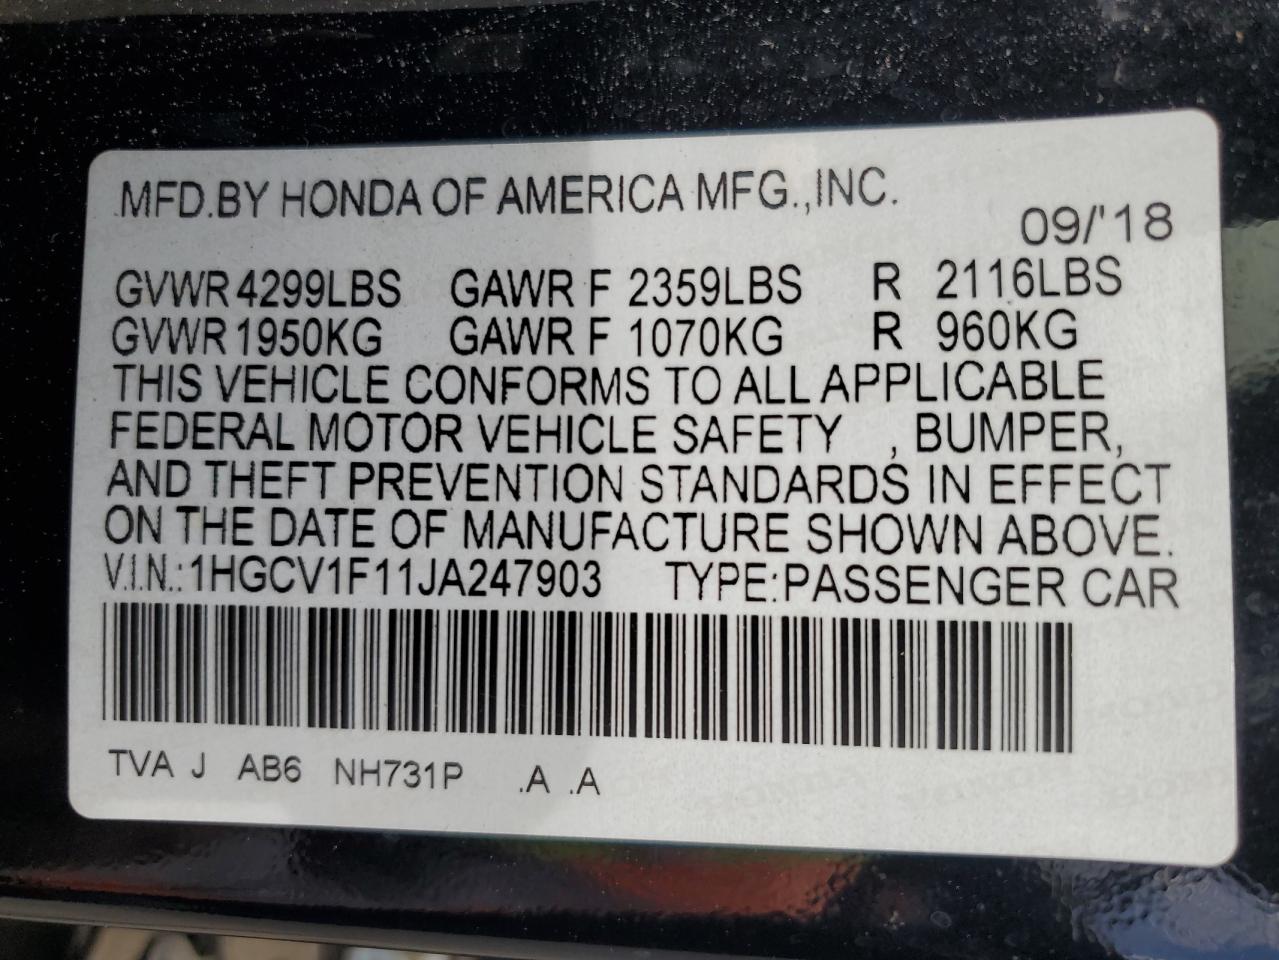 MFD.BY HONDA OF AMERICA MFG.,INC.
09/'18
GVWR 4299LBS GAWR F 2359LBS R 2116LBS
GVWR 1950KG GAWR F 1070KG R 960KG
THIS VEHICLE CONFORMS TO ALL APPLICABLE
FEDERAL MOTOR VEHICLE SAFETY , BUMPER,
AND THEFT PREVENTION STANDARDS IN EFFECT
ON THE DATE OF MANUFACTURE SHOWN ABOVE.
V.I.N.:1HGCV1F11JA247903 TYPE:PASSENGER CAR
TVA J AB6 NH731P .A .A